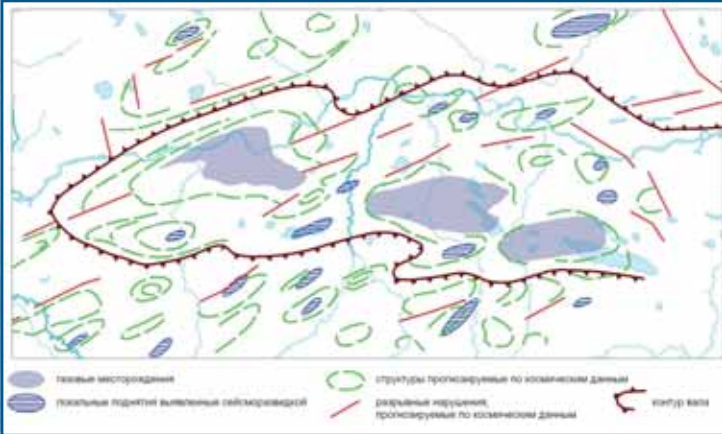 газовые месторождения
структуры прогнозируемые по космическим данным
локальные поднятия выявленные сейсморазведкой
разрывные нарушения,
прогнозируемые по космическим данным
контур вала